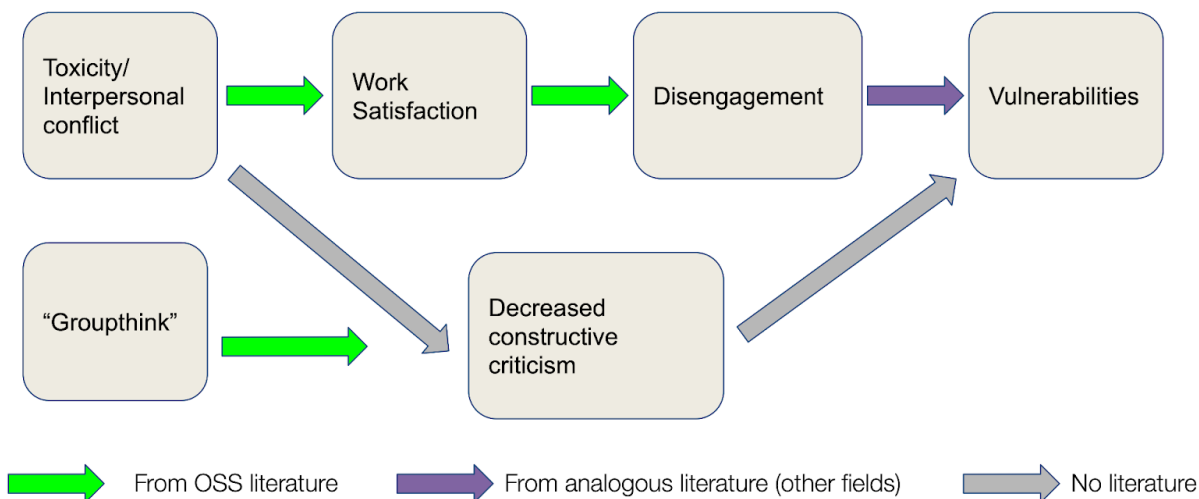 Toxicity/
Interpersonal
conflict
Work
Satisfaction
Disengagement
Vulnerabilities
“Groupthink”
Decreased
constructive
criticism
From OSS literature
From analogous literature (other fields)
No literature